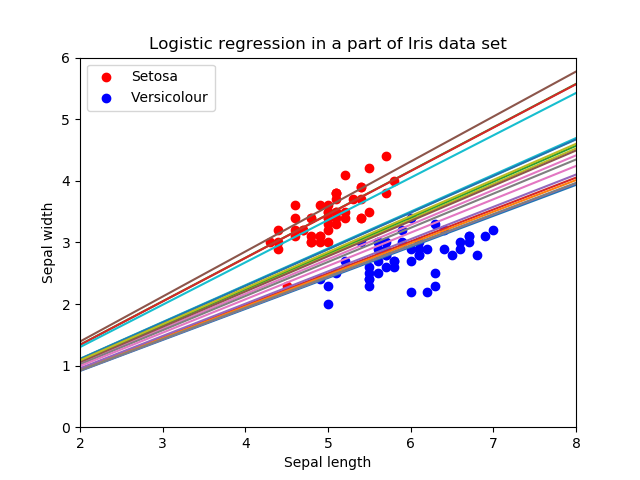 Logistic regression in a part of Iris data set
Setosa
Versicolour
6
5
4
3
2
1
0
Sepal width
2
3
4
5
6
7
8
Sepal length